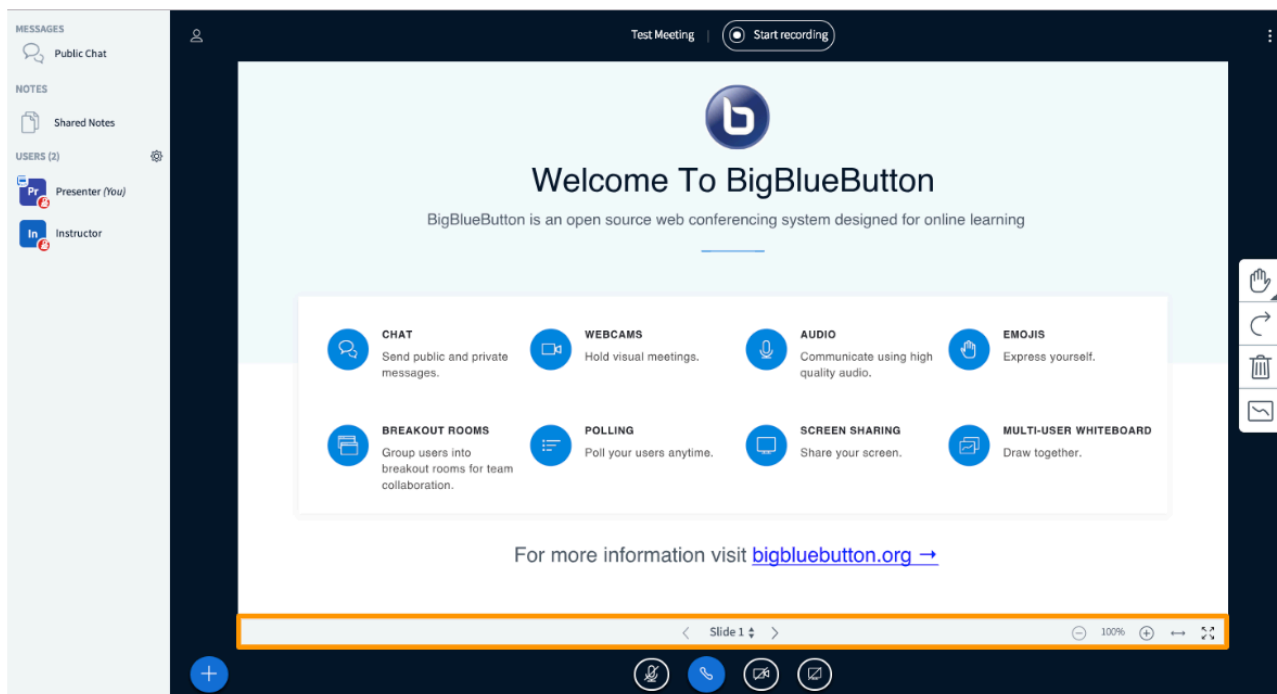 MESSAGES
Public Chat
NOTES
Shared Notes
USERS (2)
Pr
Presenter (You)
In
Instructor
Test Meeting | Start recording
b
Welcome To BigBlueButton
BigBlueButton is an open source web conferencing system designed for online learning
CHAT
Send public and private
messages.
WEBCAMS
Hold visual meetings.
AUDIO
Communicate using high
quality audio.
EMOJIS
Express yourself.
BREAKOUT ROOMS
Group users into
breakout rooms for team
collaboration.
POLLING
Poll your users anytime.
SCREEN SHARING
Share your screen.
MULTI-USER WHITEBOARD
Draw together.
For more information visit bigbluebutton.org →
Slide 1
100%